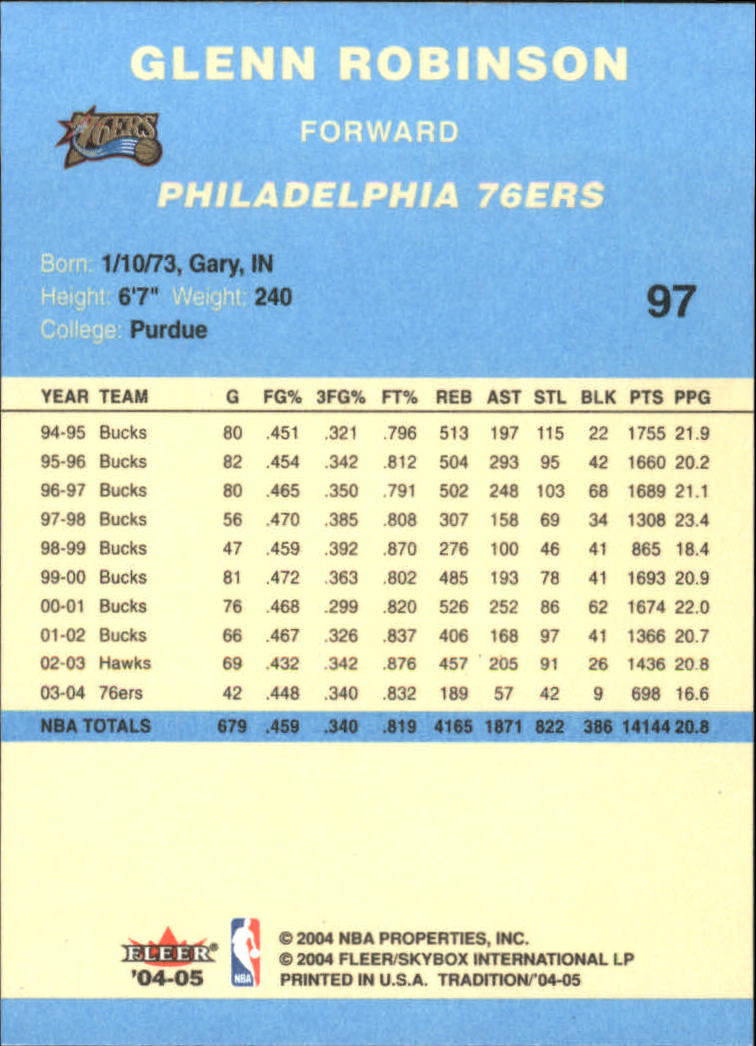 GLENN ROBINSON
76ERS
FORWARD
PHILADELPHIA 76ERS
Born: 1/10/73, Gary, IN
Height: 6'7" Weight: 240
97
College: Purdue
YEAR TEAM G FG% 3FG% FT% REB AST STL BLK PTS PPG
94-95 Bucks 80 .451 .321 .796 513 197 115 22 1755 21.9
95-96 Bucks 82 .454 .342 .812 504 293 95 42 1660 20.2
96-97 Bucks 80 .465 .350 .791 502 248 103 68 1689 21.1
97-98 Bucks 56 .470 .385 .808 307 158 69 34 1308 23.4
98-99 Bucks 47 .459 .392 .870 276 100 46 41 865 18.4
99-00 Bucks 81 .472 .363 .802 485 193 78 41 1693 20.9
00-01 Bucks 76 .468 .299 .820 526 252 86 62 1674 22.0
01-02 Bucks 66 .467 .326 .837 406 168 97 41 1366 20.7
02-03 Hawks 69 .432 .342 .876 457 205 91 26 1436 20.8
03-04 76ers 42 .448 .340 .832 189 57 42 9 698 16.6
NBA TOTALS 679 .459 .340 .819 4165 1871 822 386 14144 20.8
FLEER®
'04-05
NBA
© 2004 NBA PROPERTIES, INC.
© 2004 FLEER/SKYBOX INTERNATIONAL LP
PRINTED IN U.S.A. TRADITION/'04-05